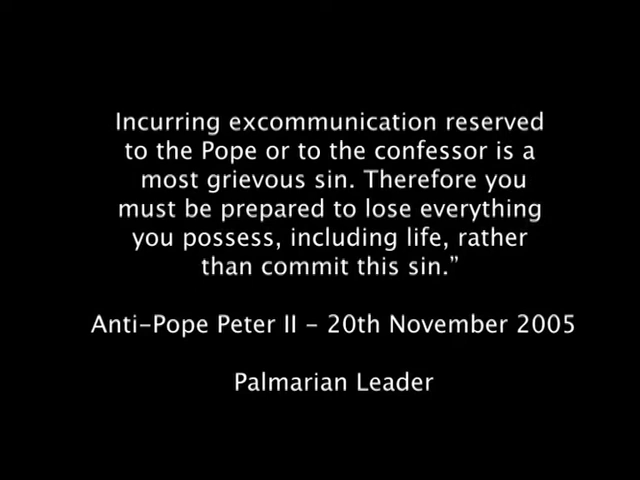 Incurring excommunication reserved
to the Pope or to the confessor is a
most grievous sin. Therefore you
must be prepared to lose everything
you possess, including life, rather
than commit this sin.”
Anti-Pope Peter II - 20th November 2005
Palmarian Leader